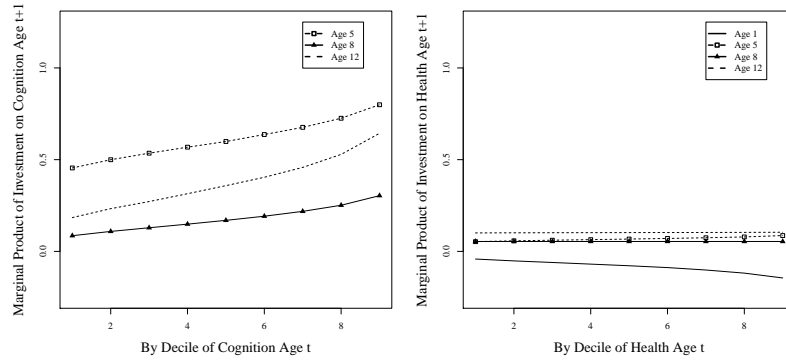 Marginal Product of Investment on Cognition Age t+1
1.0
0.5
0.0
Age 5
Age 8
Age 12
2
4
6
8
By Decile of Cognition Age t
Marginal Product of Investment on Health Age t+1
1.0
0.5
0.0
Age 1
Age 5
Age 8
Age 12
2
4
6
8
By Decile of Health Age t